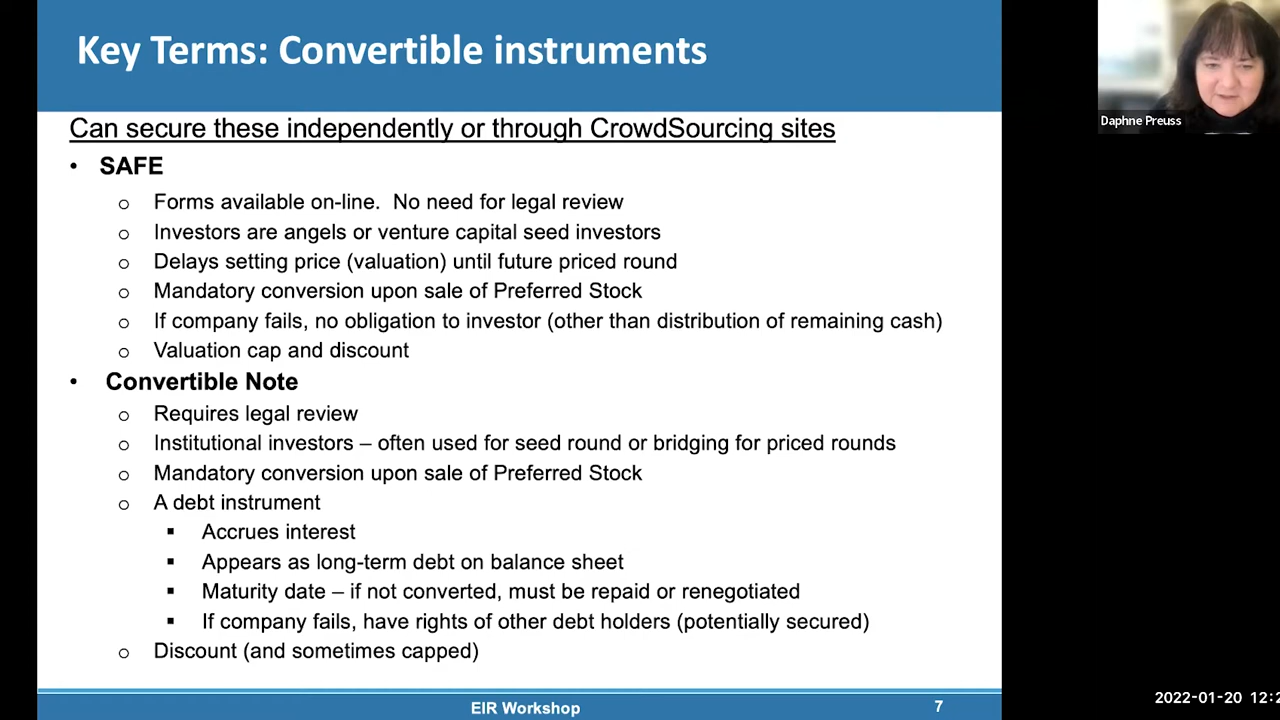 Key Terms: Convertible instruments
Daphne Preuss
Can secure these independently or through CrowdSourcing sites
• SAFE
o Forms available on-line. No need for legal review
o Investors are angels or venture capital seed investors
o Delays setting price (valuation) until future priced round
o Mandatory conversion upon sale of Preferred Stock
o If company fails, no obligation to investor (other than distribution of remaining cash)
o Valuation cap and discount
• Convertible Note
o Requires legal review
o Institutional investors – often used for seed round or bridging for priced rounds
o Mandatory conversion upon sale of Preferred Stock
o A debt instrument
▪ Accrues interest
▪ Appears as long-term debt on balance sheet
▪ Maturity date – if not converted, must be repaid or renegotiated
▪ If company fails, have rights of other debt holders (potentially secured)
o Discount (and sometimes capped)
EIR Workshop
7
2022-01-20 12:2